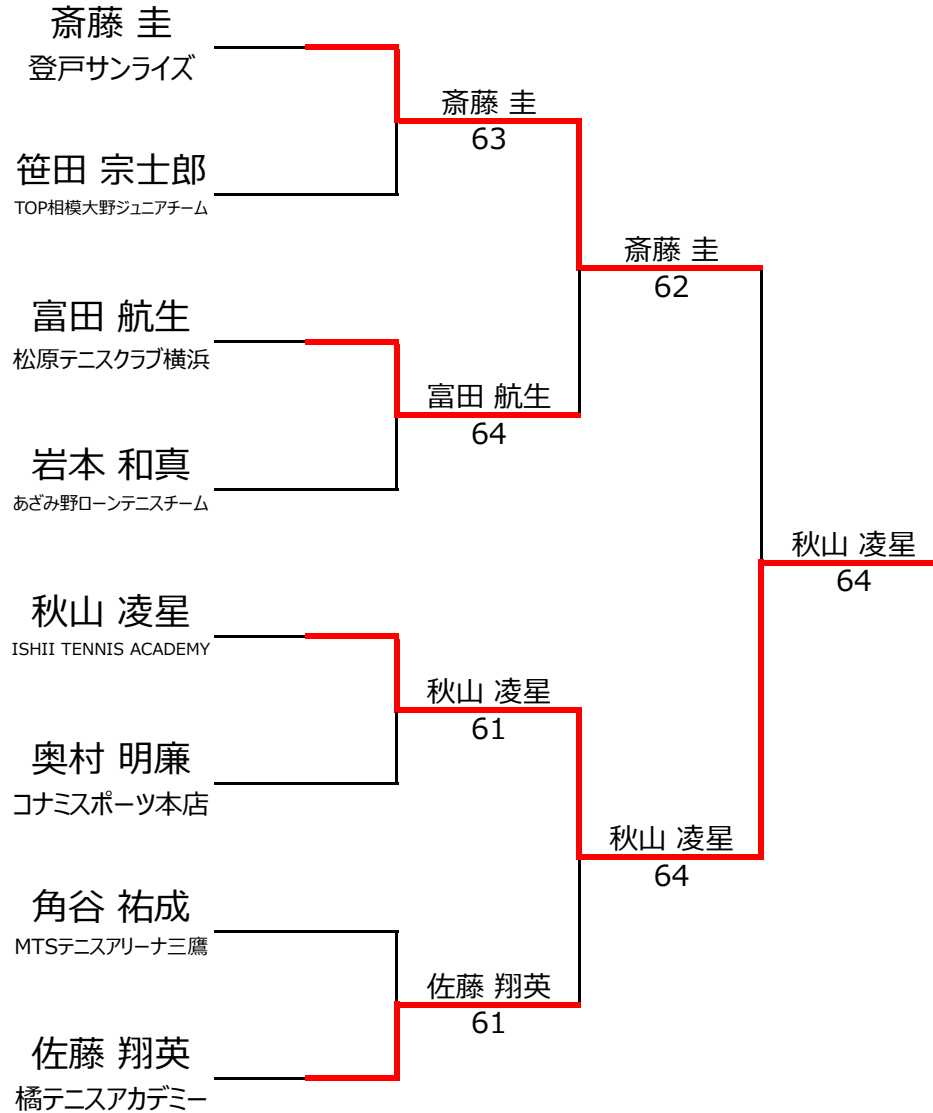 斎藤 圭
登戸サンライズ
斎藤 圭
63
笹田 宗士郎
TOP相模大野ジュニアチーム
斎藤 圭
62
富田 航生
松原テニスクラブ横浜
富田 航生
64
岩本 和真
あざみ野ローンテニスチーム
秋山 凌星
64
秋山 凌星
ISHII TENNIS ACADEMY
秋山 凌星
61
奥村 明廉
コナミスポーツ本店
秋山 凌星
64
角谷 祐成
MTSテニスアリーナ三鷹
佐藤 翔英
61
佐藤 翔英
橘テニスアカデミー